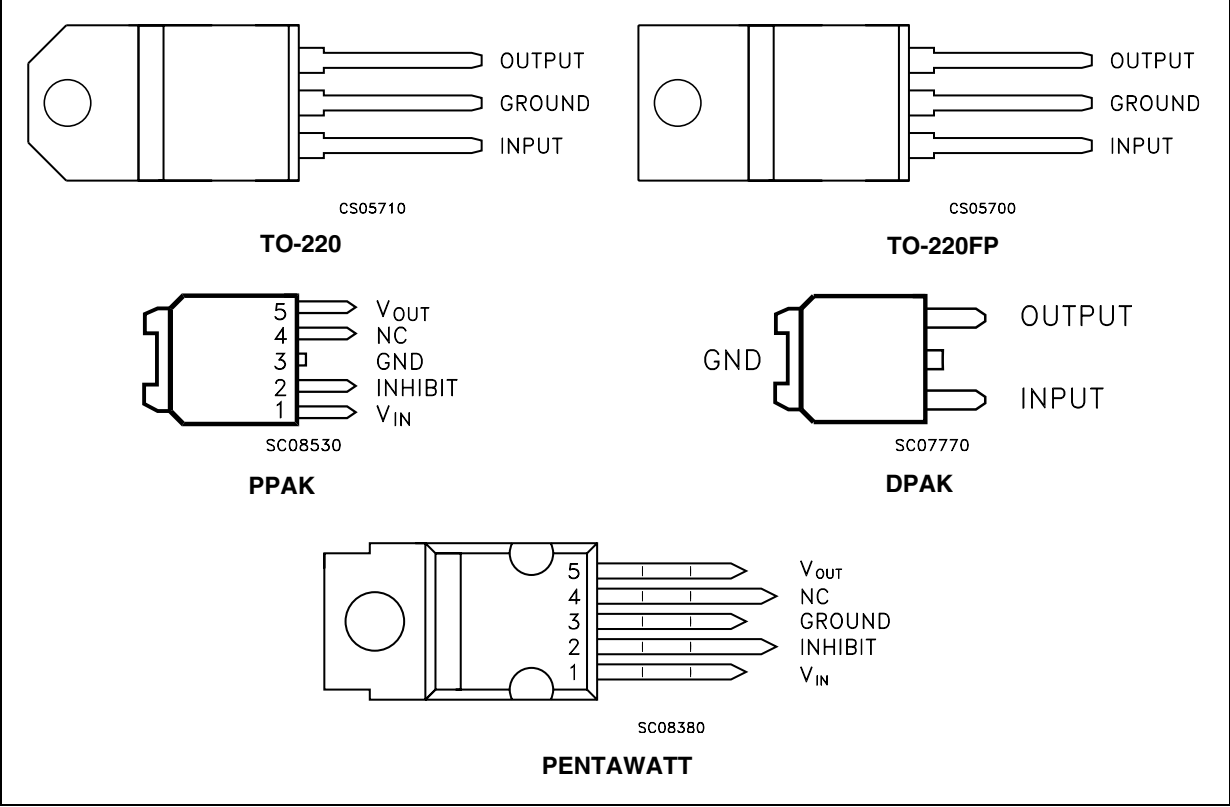 OUTPUT
GROUND
INPUT
CS05710
TO-220
OUTPUT
GROUND
INPUT
CS05700
TO-220FP
5 VOUT
4 NC
3 GND
2 INHIBIT
1 VIN
SC08530
PPAK
OUTPUT
GND
INPUT
SC07770
DPAK
5 VOUT
4 NC
3 GROUND
2 INHIBIT
1 VIN
SC08380
PENTAWATT